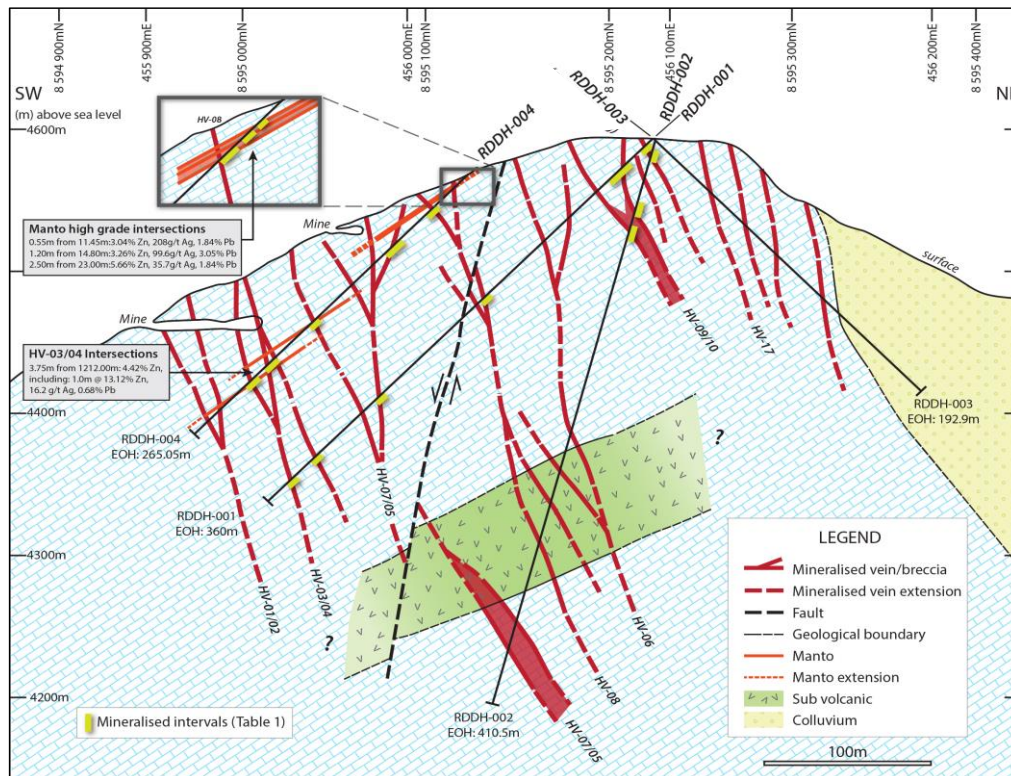 8 594 900mN
455 900mE
8 595 000mN
456 000mE
8 595 100mN
8 595 200mN
456 100mE
8 595 300mN
456 200mE
8 595 400mN
SW
(m) above sea level
4600m
HV-08
RDDH-004
RDDH-003
RDDH-002
RDDH-001
N
Manto high grade intersections
0.55m from 11.45m:3.04% Zn, 208g/t Ag, 1.84% Pb
1.20m from 14.80m:3.26% Zn, 99.6g/t Ag, 3.05% Pb
2.50m from 23.00m:5.66% Zn, 35.7g/t Ag, 1.84% Pb
Mine
surface
Mine
HV-09/10
HV-17
HV-03/04 Intersections
3.75m from 1212.00m: 4.42% Zn,
including: 1.0m @ 13.12% Zn,
16.2 g/t Ag, 0.68% Pb
4400m
RDDH-003
EOH: 192.9m
RDDH-004
EOH: 265.05m
?
HV-07/05
RDDH-001
EOH: 360m
4300m
HV-01/02
HV-03/04
?
HV-06
HV-08
HV-07/05
4200m
RDDH-002
EOH: 410.5m
Mineralised intervals (Table 1)
LEGEND
Mineralised vein/breccia
Mineralised vein extension
Fault
Geological boundary
Manto
Manto extension
Sub volcanic
Colluvium
100m